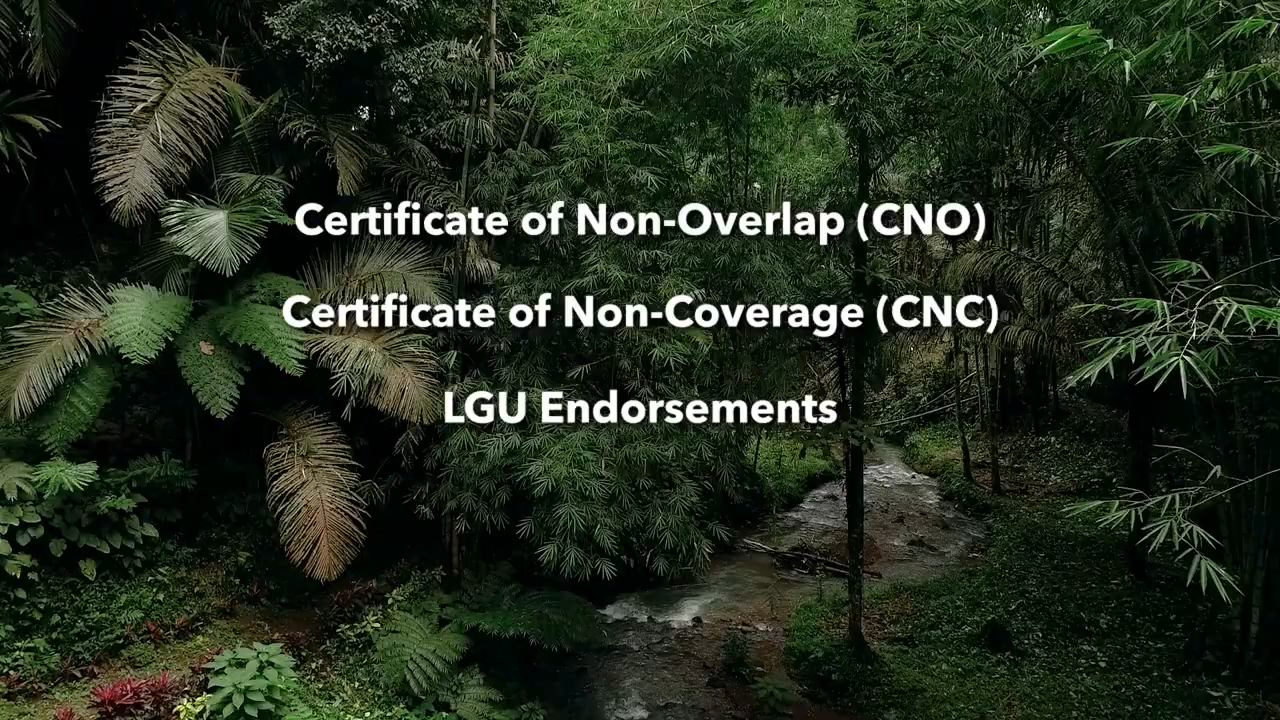 Certificate of Non-Overlap (CNO)
Certificate of Non-Coverage (CNC)
LGU Endorsements